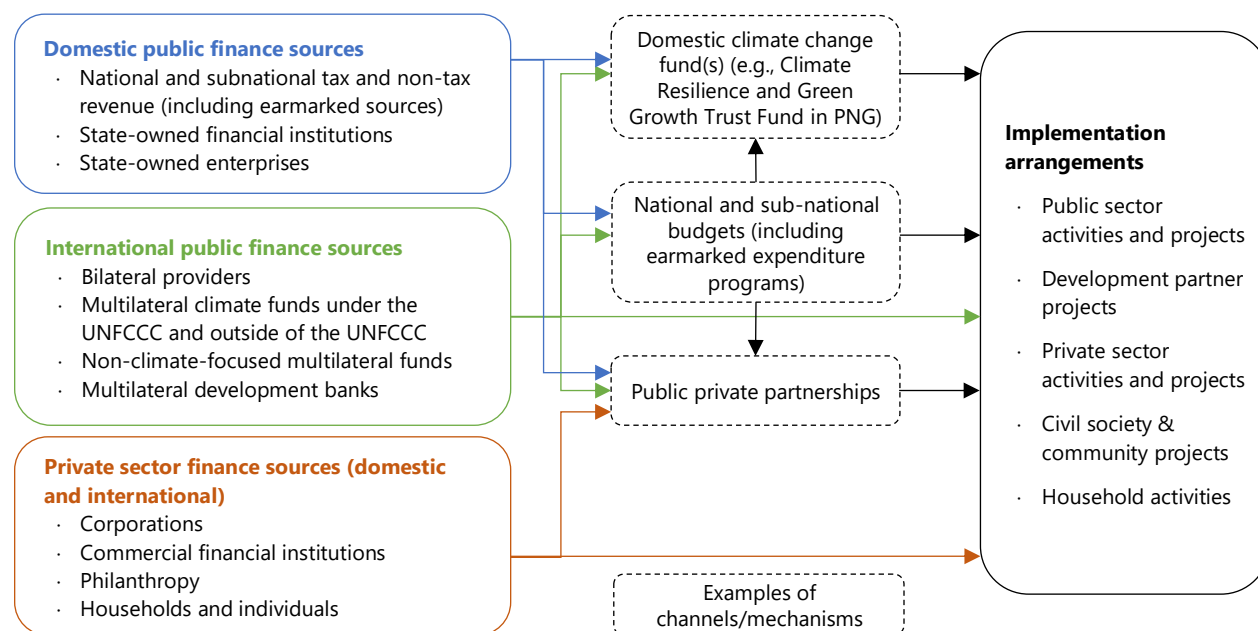 Domestic public finance sources
· National and subnational tax and non-tax
revenue (including earmarked sources)
· State-owned financial institutions
· State-owned enterprises
International public finance sources
· Bilateral providers
· Multilateral climate funds under the
UNFCCC and outside of the UNFCCC
· Non-climate-focused multilateral funds
· Multilateral development banks
Private sector finance sources (domestic
and international)
· Corporations
· Commercial financial institutions
· Philanthropy
· Households and individuals
Domestic climate change
fund(s) (e.g., Climate
Resilience and Green
Growth Trust Fund in PNG)
National and sub-national
budgets (including
earmarked expenditure
programs)
Public private partnerships
Examples of
channels/mechanisms
Implementation
arrangements
· Public sector
activities and projects
· Development partner
projects
· Private sector
activities and projects
· Civil society &
community projects
· Household activities